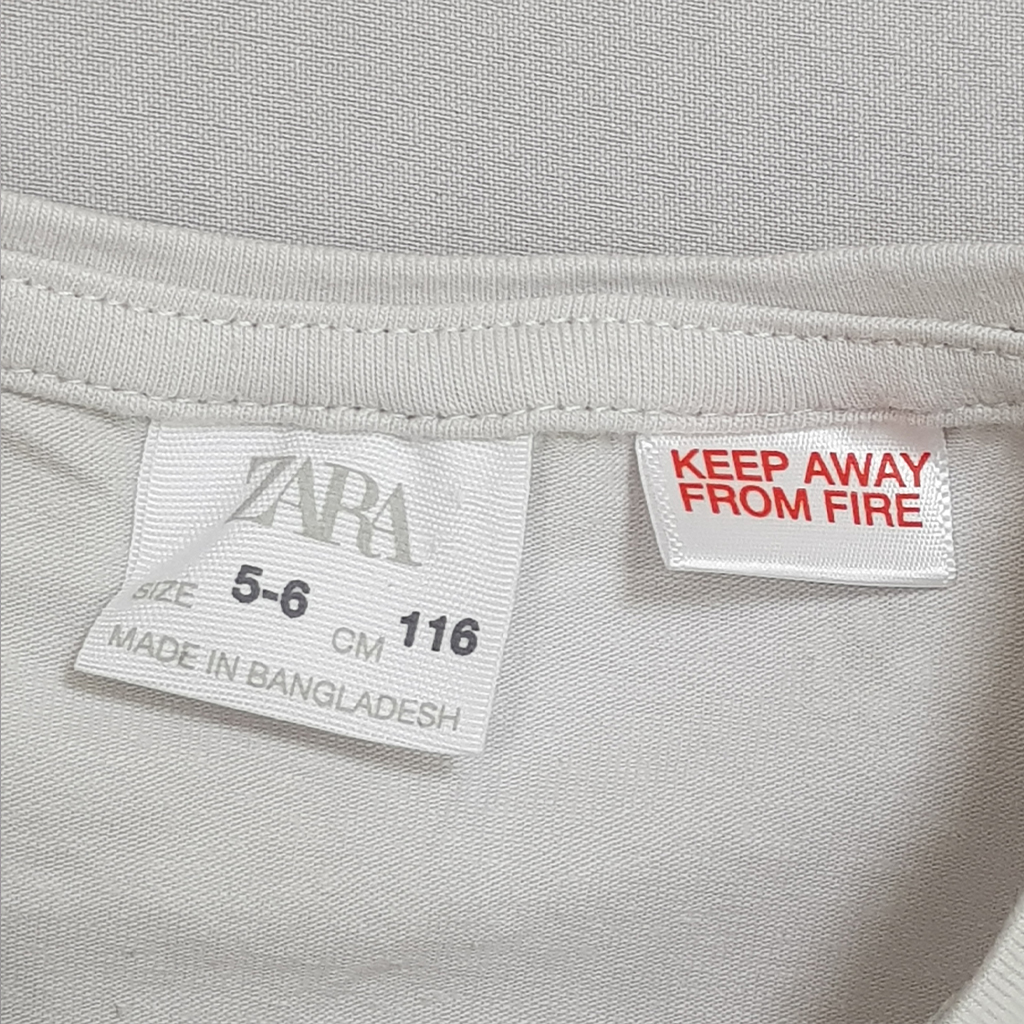 ZARA
SIZE 5-6 CM 116
MADE IN BANGLADESH
KEEP AWAY
FROM FIRE